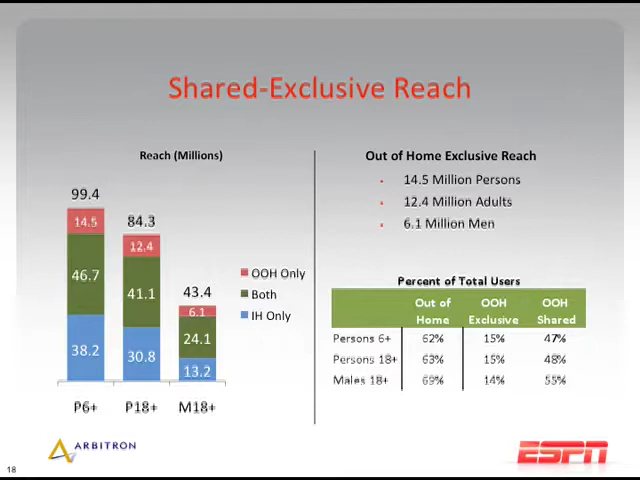 Shared-Exclusive Reach
Reach (Millions)
99.4
84.3
43.4
14.5
12.4
6.1
46.7
41.1
24.1
38.2
30.8
13.2
P6+ P18+ M18+
OOH Only
Both
IH Only
Out of Home Exclusive Reach
14.5 Million Persons
12.4 Million Adults
6.1 Million Men
Percent of Total Users
Out of Home OOH Exclusive OOH Shared
Persons 6+ 62% 15% 47%
Persons 18+ 63% 15% 48%
Males 18+ 69% 14% 55%
ARBITRON
ESPN
18